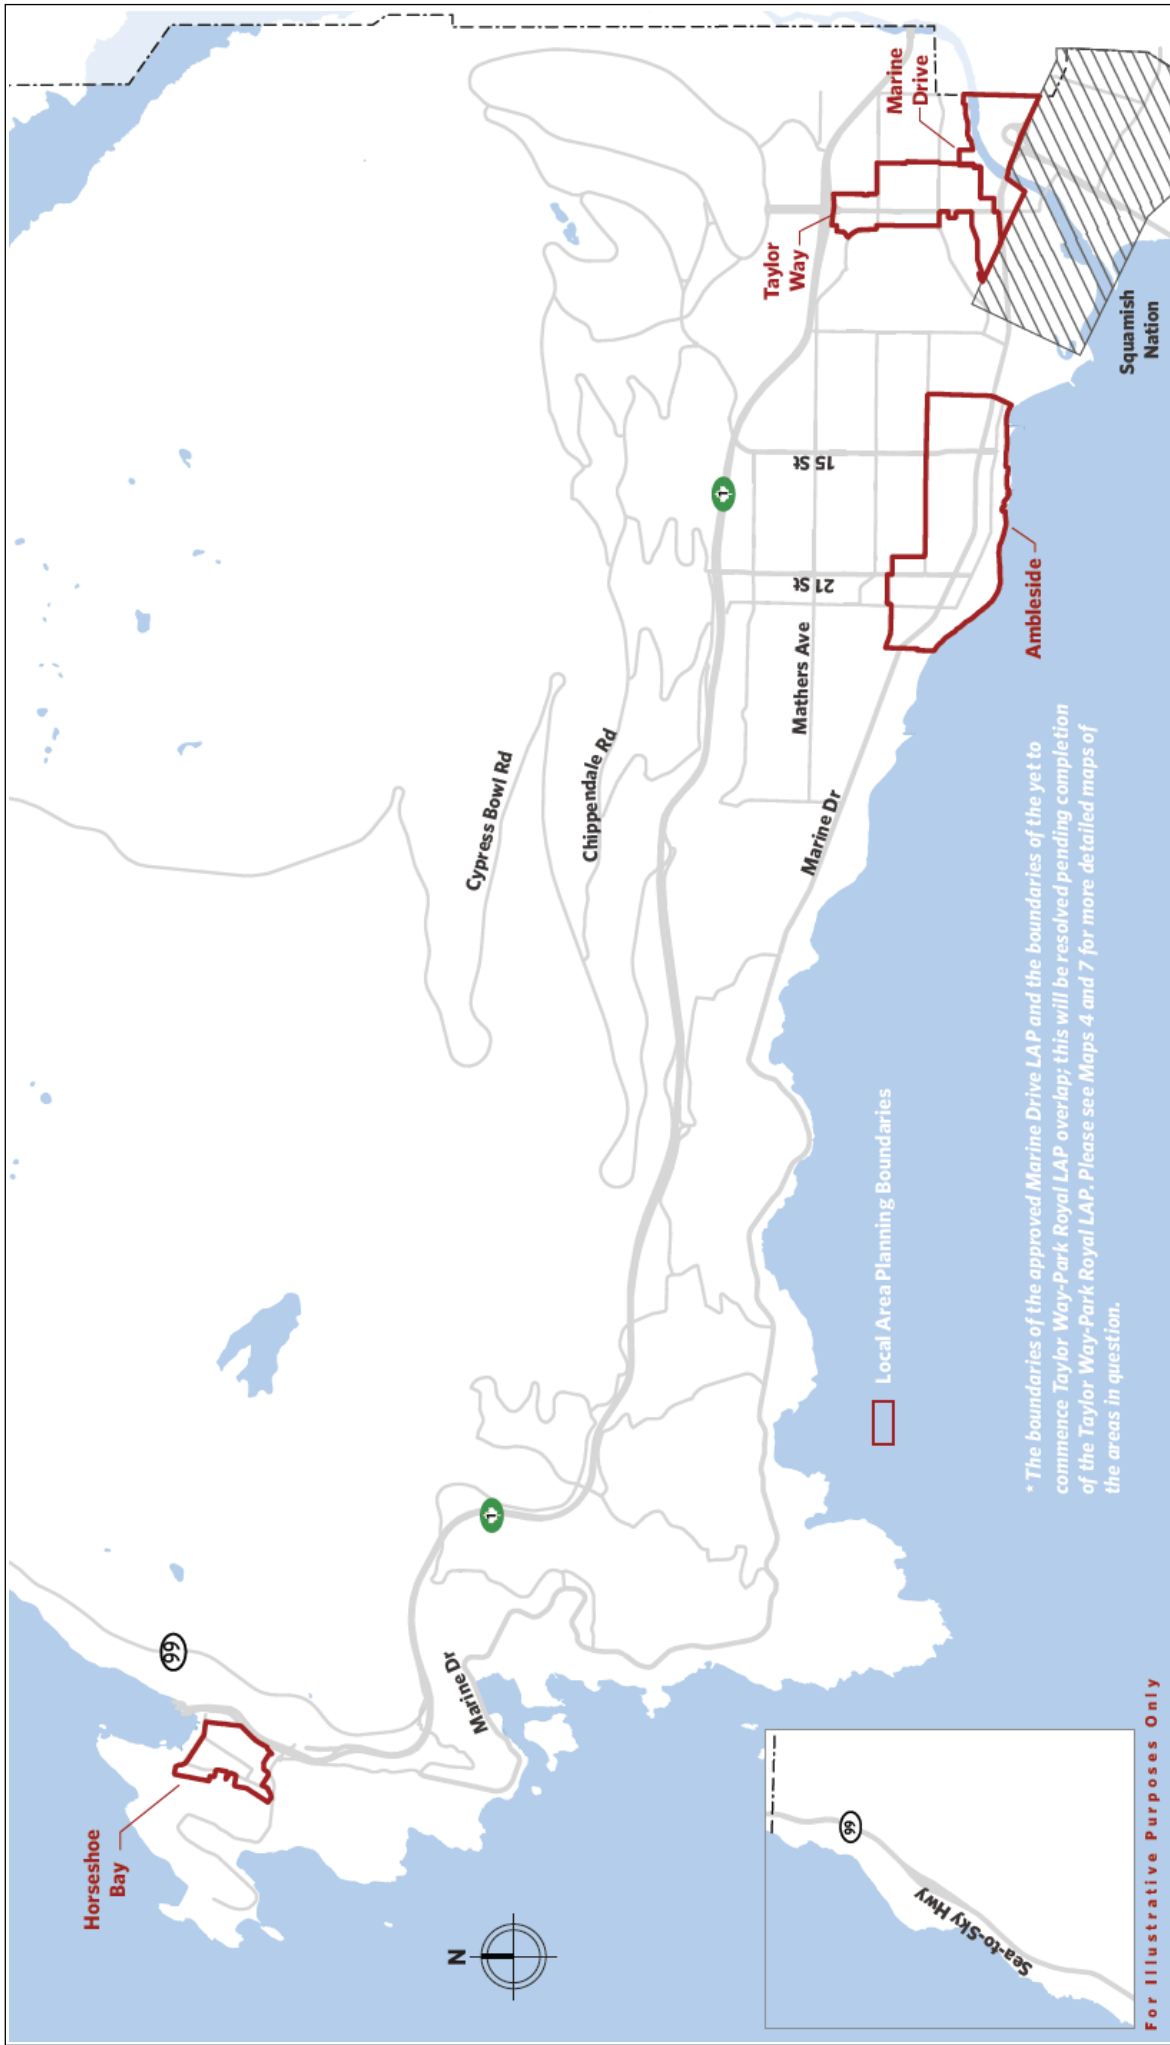 Horseshoe
Bay
99
Marine Dr
1
Cypress Bowl Rd
Chippendale Rd
1
Marine Dr
Mathers Ave
21 St
15 St
Taylor
Way
Marine
Drive
Ambleside
Squamish
Nation
N
99
Sea-to-Sky Hwy
Local Area Planning Boundaries
* The boundaries of the approved Marine Drive LAP and the boundaries of the yet to
commence Taylor Way-Park Royal LAP overlap; this will be resolved pending completion
of the Taylor Way-Park Royal LAP. Please see Maps 4 and 7 for more detailed maps of
the areas in question.
For Illustrative Purposes Only